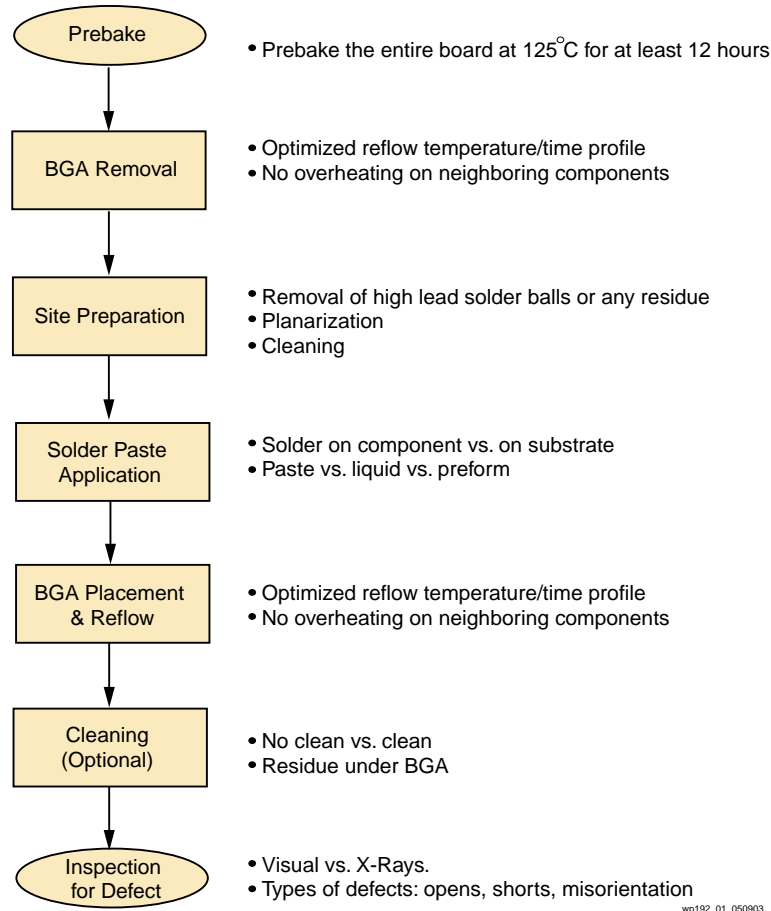 Prebake
• Prebake the entire board at 125°C for at least 12 hours
BGA Removal
• Optimized reflow temperature/time profile
• No overheating on neighboring components
Site Preparation
• Removal of high lead solder balls or any residue
• Planarization
• Cleaning
Solder Paste
Application
• Solder on component vs. on substrate
• Paste vs. liquid vs. preform
BGA Placement
& Reflow
• Optimized reflow temperature/time profile
• No overheating on neighboring components
Cleaning
(Optional)
• No clean vs. clean
• Residue under BGA
Inspection
for Defect
• Visual vs. X-Rays.
• Types of defects: opens, shorts, misorientation
wp192_01_050903